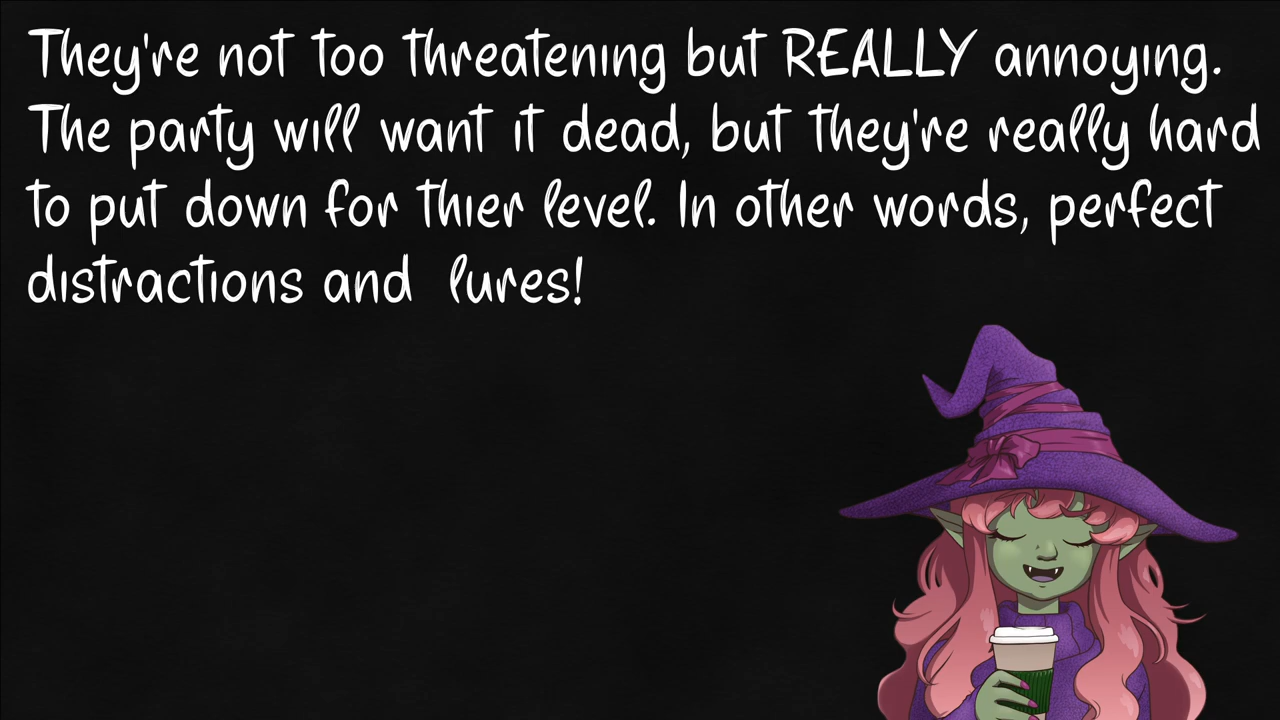 They're not too threatening but REALLY annoying.
The party will want it dead, but they're really hard
to put down for thier level. In other words, perfect
distractions and lures!